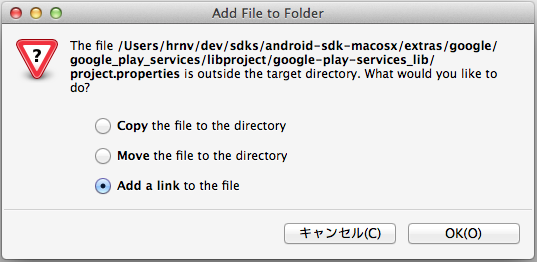 Add File to Folder
?
The file /Users/hrnv/dev/sdks/android-sdk-macosx/extras/google/
google_play_services/libproject/google-play-services_lib/
project.properties is outside the target directory. What would you like to
do?
Copy the file to the directory
Move the file to the directory
Add a link to the file
キャンセル(C)
OK(O)